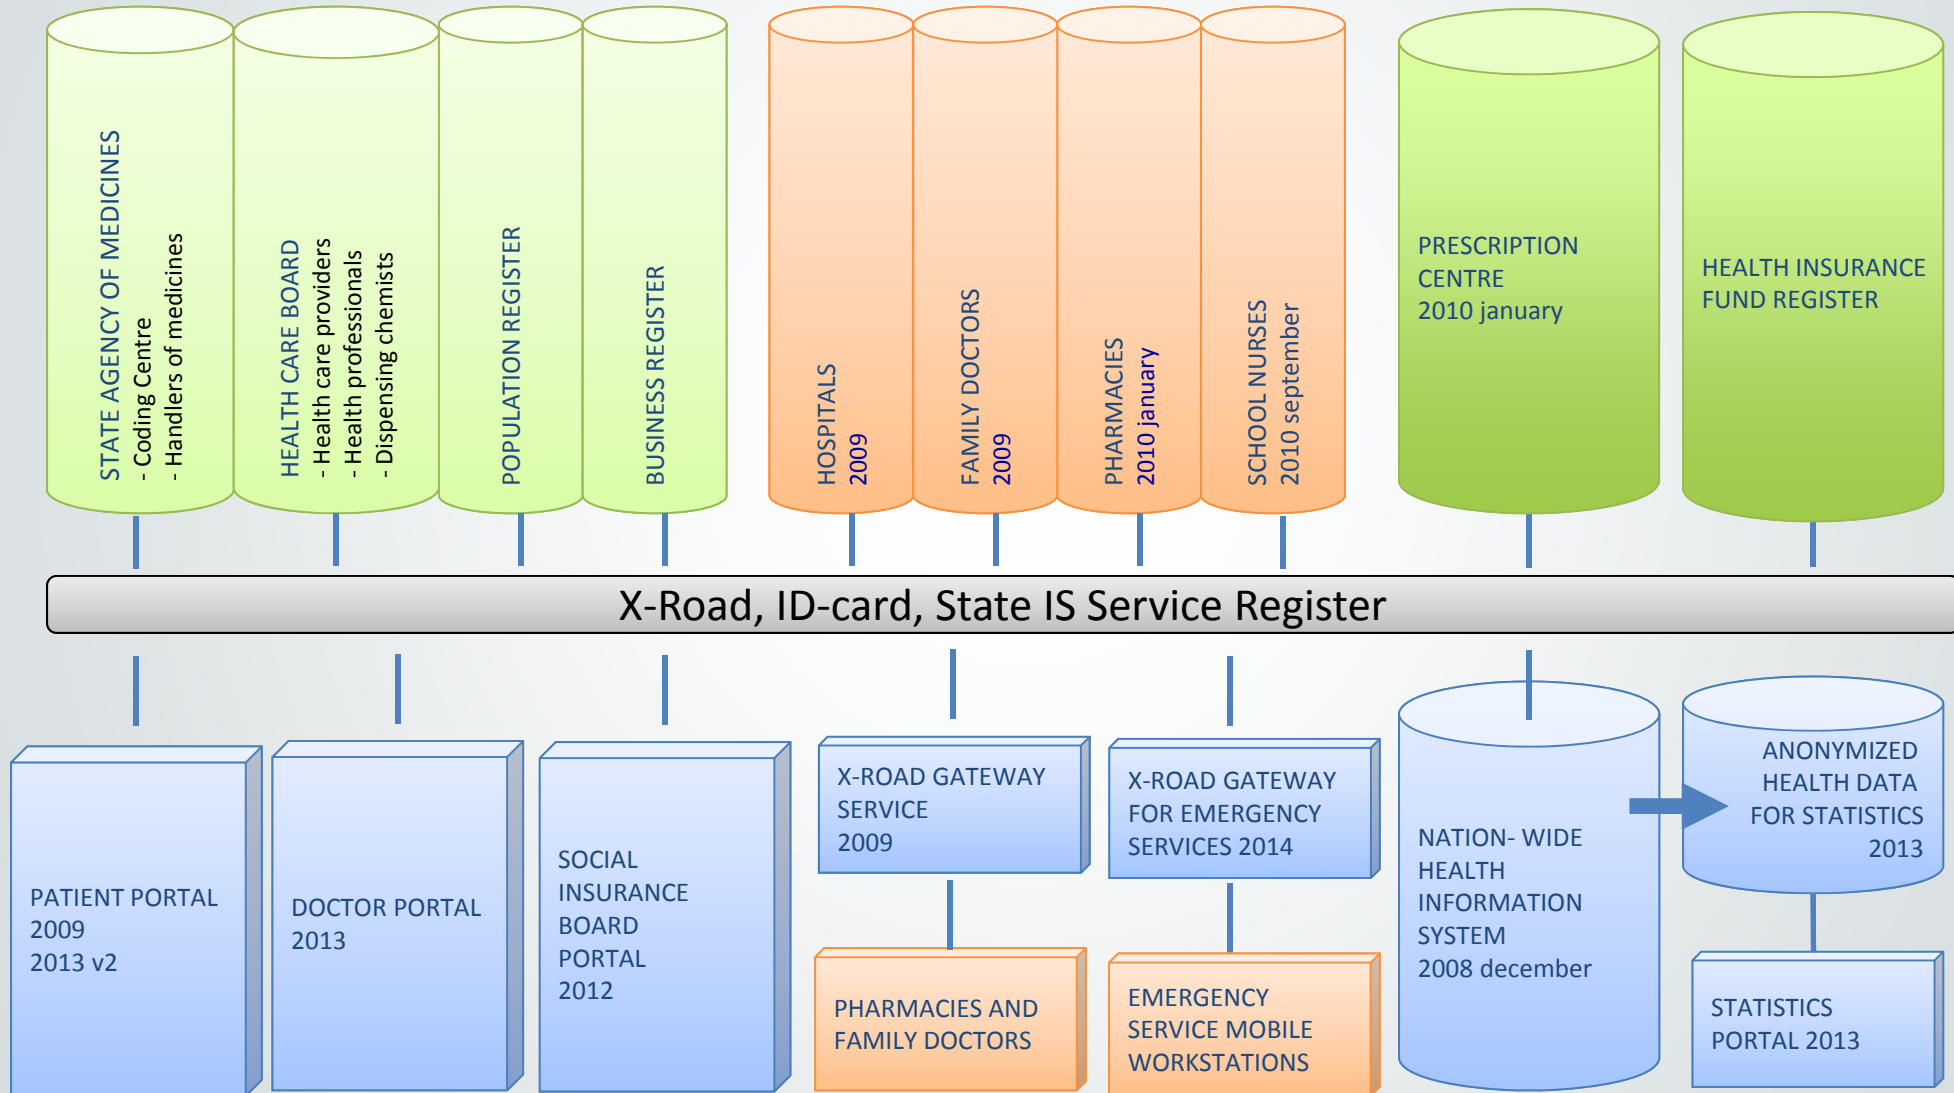 STATE AGENCY OF MEDICINES
- Coding Centre
- Handlers of medicines
HEALTH CARE BOARD
- Health care providers
- Health professionals
- Dispensing chemists
POPULATION REGISTER
BUSINESS REGISTER
HOSPITALS
2009
FAMILY DOCTORS
2009
PHARMACIES
2010 january
SCHOOL NURSES
2010 september
PRESCRIPTION
CENTRE
2010 january
HEALTH INSURANCE
FUND REGISTER
X-Road, ID-card, State IS Service Register
PATIENT PORTAL
2009
2013 v2
DOCTOR PORTAL
2013
SOCIAL
INSURANCE
BOARD
PORTAL
2012
X-ROAD GATEWAY
SERVICE
2009
PHARMACIES AND
FAMILY DOCTORS
X-ROAD GATEWAY
FOR EMERGENCY
SERVICES 2014
EMERGENCY
SERVICE MOBILE
WORKSTATIONS
NATION- WIDE
HEALTH
INFORMATION
SYSTEM
2008 december
ANONYMIZED
HEALTH DATA
FOR STATISTICS
2013
STATISTICS
PORTAL 2013